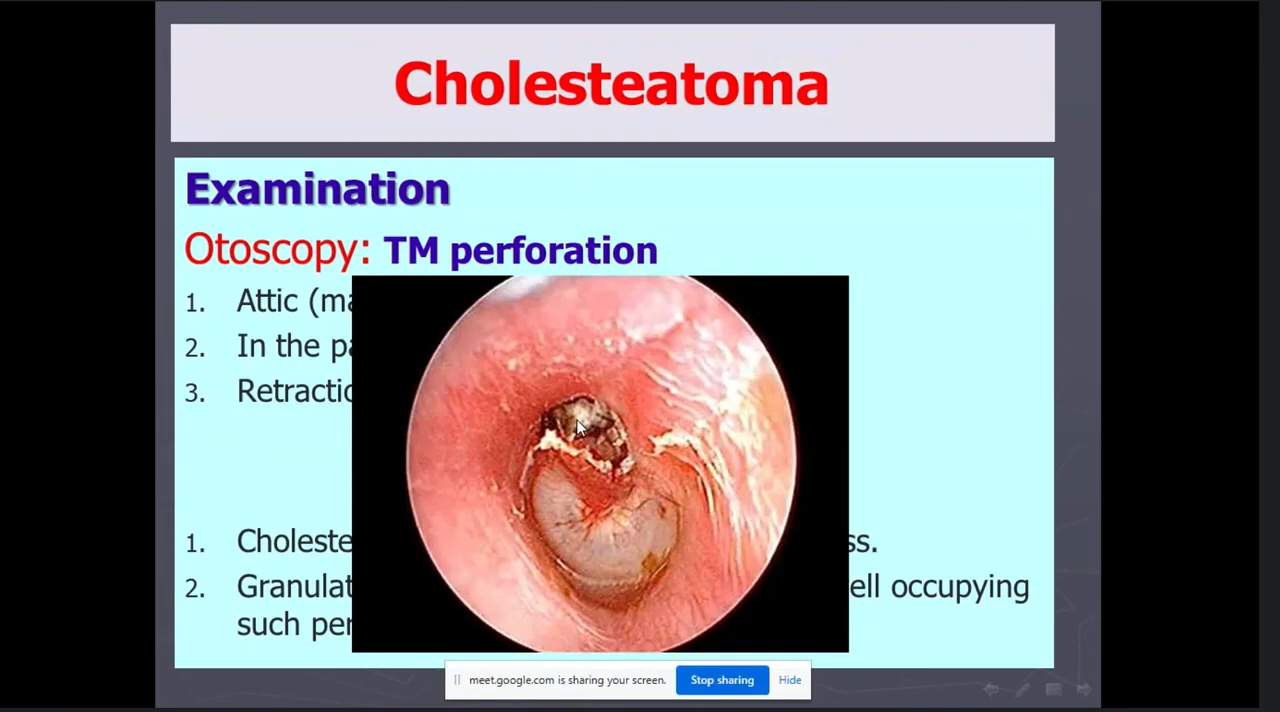 Cholesteatoma
Examination
Otoscopy: TM perforation
1. Attic (ma
2. In the pa
3. Retractio
1. Choleste ss.
2. Granulat ell occupying
such per
meet.google.com is sharing your screen. Stop sharing Hide